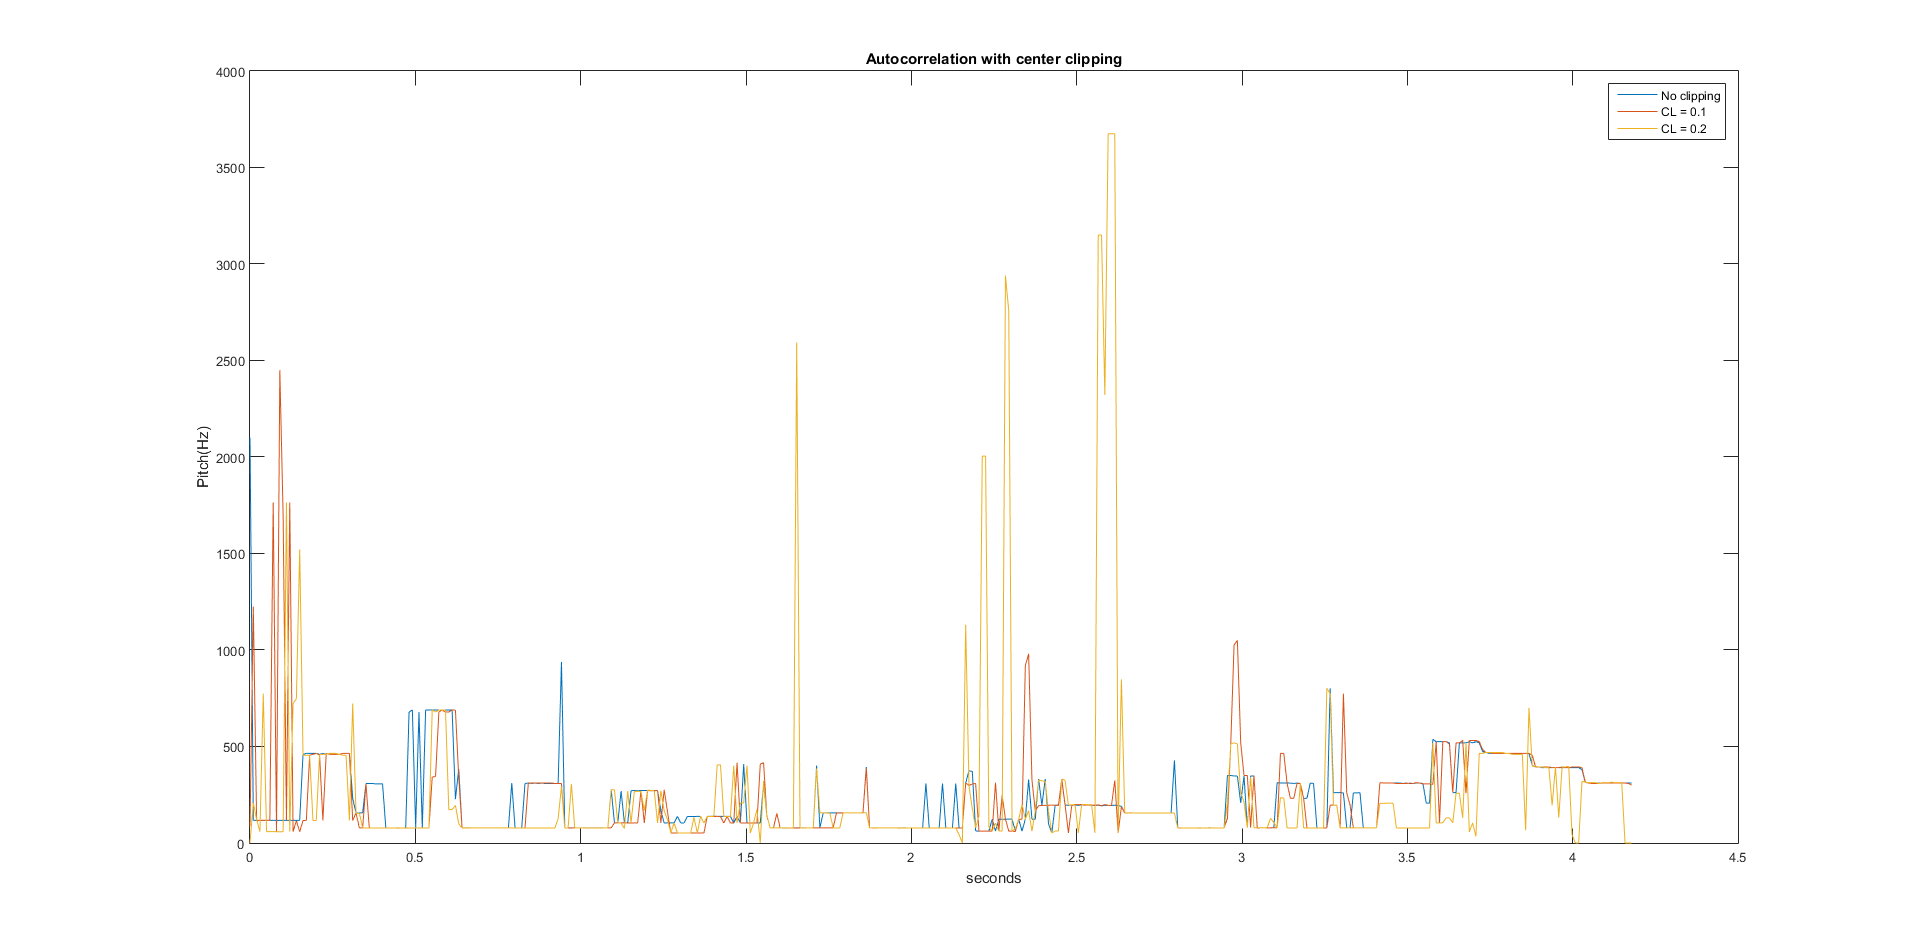 Autocorrelation with center clipping
No clipping
CL = 0.1
CL = 0.2
Pitch(Hz)
4000
3500
3000
2500
2000
1500
1000
500
0
0 0.5 1 1.5 2 2.5 3 3.5 4 4.5
seconds